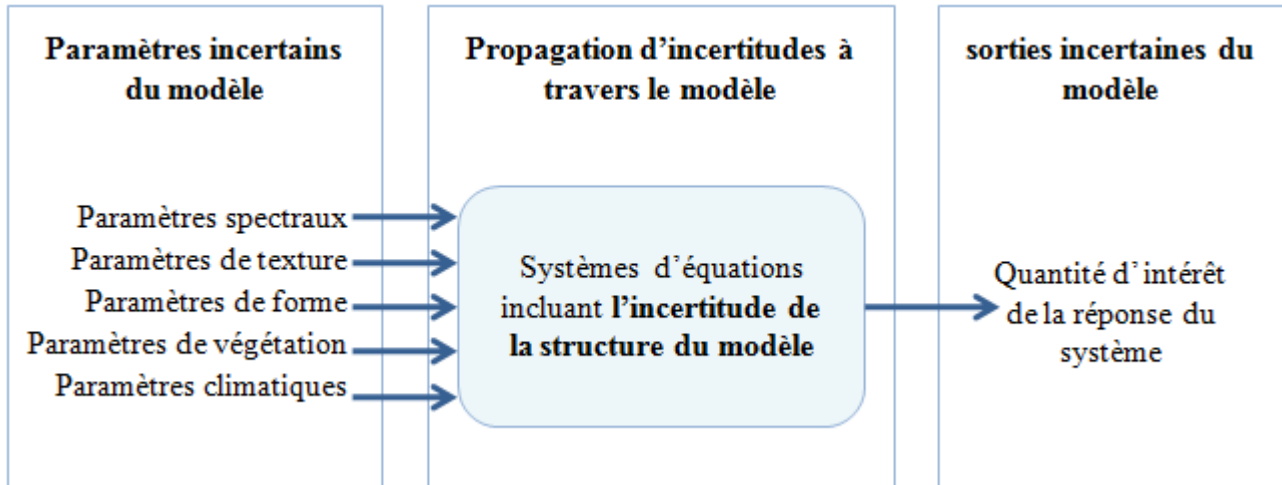 Paramètres incertains
du modèle
Paramètres spectraux
Paramètres de texture
Paramètres de forme
Paramètres de végétation
Paramètres climatiques
Propagation d’incertitudes à
travers le modèle
Systèmes d’équations
incluant l’incertitude de
la structure du modèle
sorties incertaines du
modèle
Quantité d’intérêt
de la réponse du
système